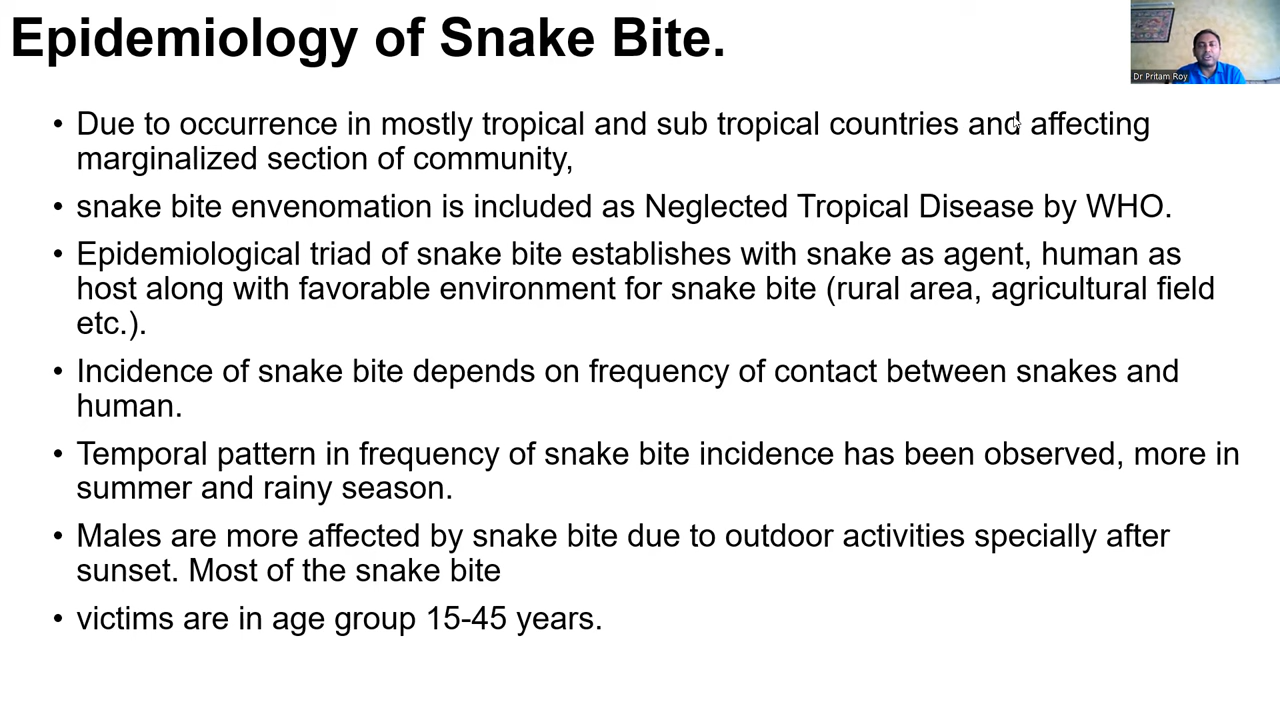 Epidemiology of Snake Bite.
Dr Pritam Roy
• Due to occurrence in mostly tropical and sub tropical countries and affecting
marginalized section of community,
• snake bite envenomation is included as Neglected Tropical Disease by WHO.
• Epidemiological triad of snake bite establishes with snake as agent, human as
host along with favorable environment for snake bite (rural area, agricultural field
etc.).
• Incidence of snake bite depends on frequency of contact between snakes and
human.
• Temporal pattern in frequency of snake bite incidence has been observed, more in
summer and rainy season.
• Males are more affected by snake bite due to outdoor activities specially after
sunset. Most of the snake bite
• victims are in age group 15-45 years.